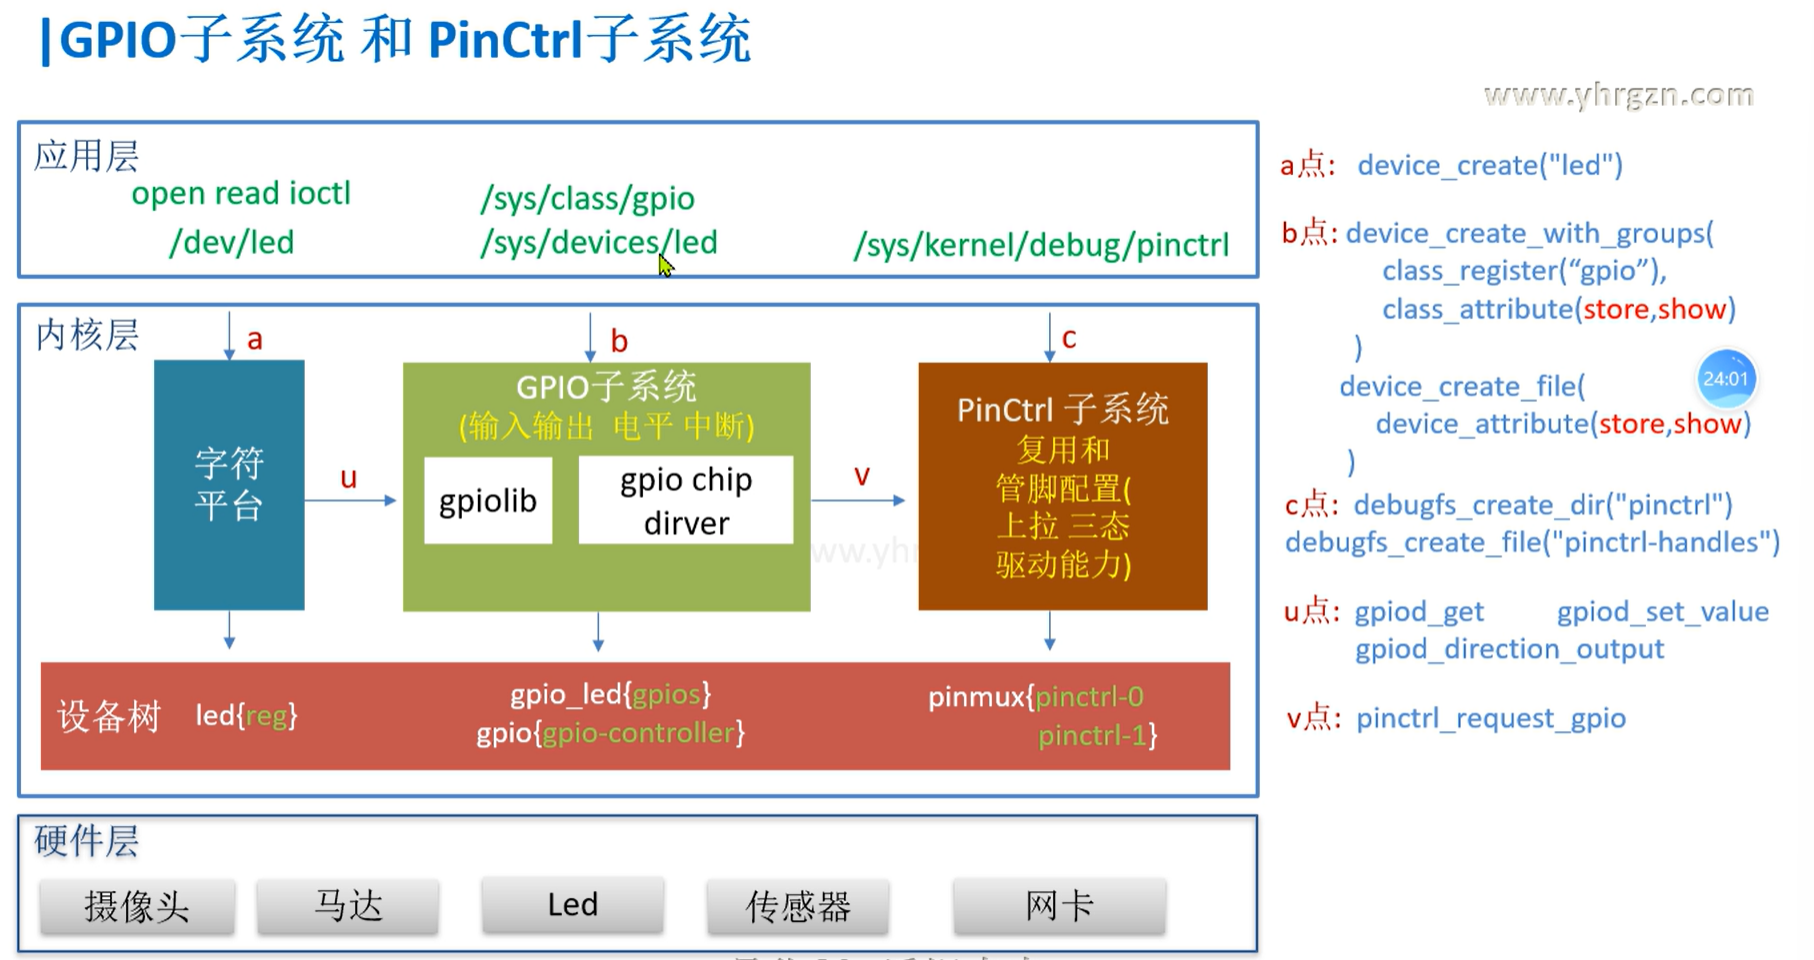 |GPIO子系统 和 PinCtrl子系统
www.yhrgzn.com
应用层
open read ioctl
/dev/led
/sys/class/gpio
/sys/devices/led
/sys/kernel/debug/pinctrl
内核层
a
b
c
字符
平台
u
GPIO子系统
(输入输出 电平 中断)
gpiolib
gpio chip
dirver
v
PinCtrl 子系统
复用和
管脚配置(
上拉 三态
驱动能力)
设备树
led{reg}
gpio_led{gpios}
gpio{gpio-controller}
pinmux{pinctrl-0
pinctrl-1}
硬件层
摄像头
马达
Led
传感器
网卡
a点: device_create("led")
b点: device_create_with_groups(
class_register(“gpio”),
class_attribute(store,show)
)
device_create_file(
device_attribute(store,show)
)
24:01
c点: debugfs_create_dir("pinctrl")
debugfs_create_file("pinctrl-handles")
u点: gpiod_get gpiod_set_value
gpiod_direction_output
v点: pinctrl_request_gpio